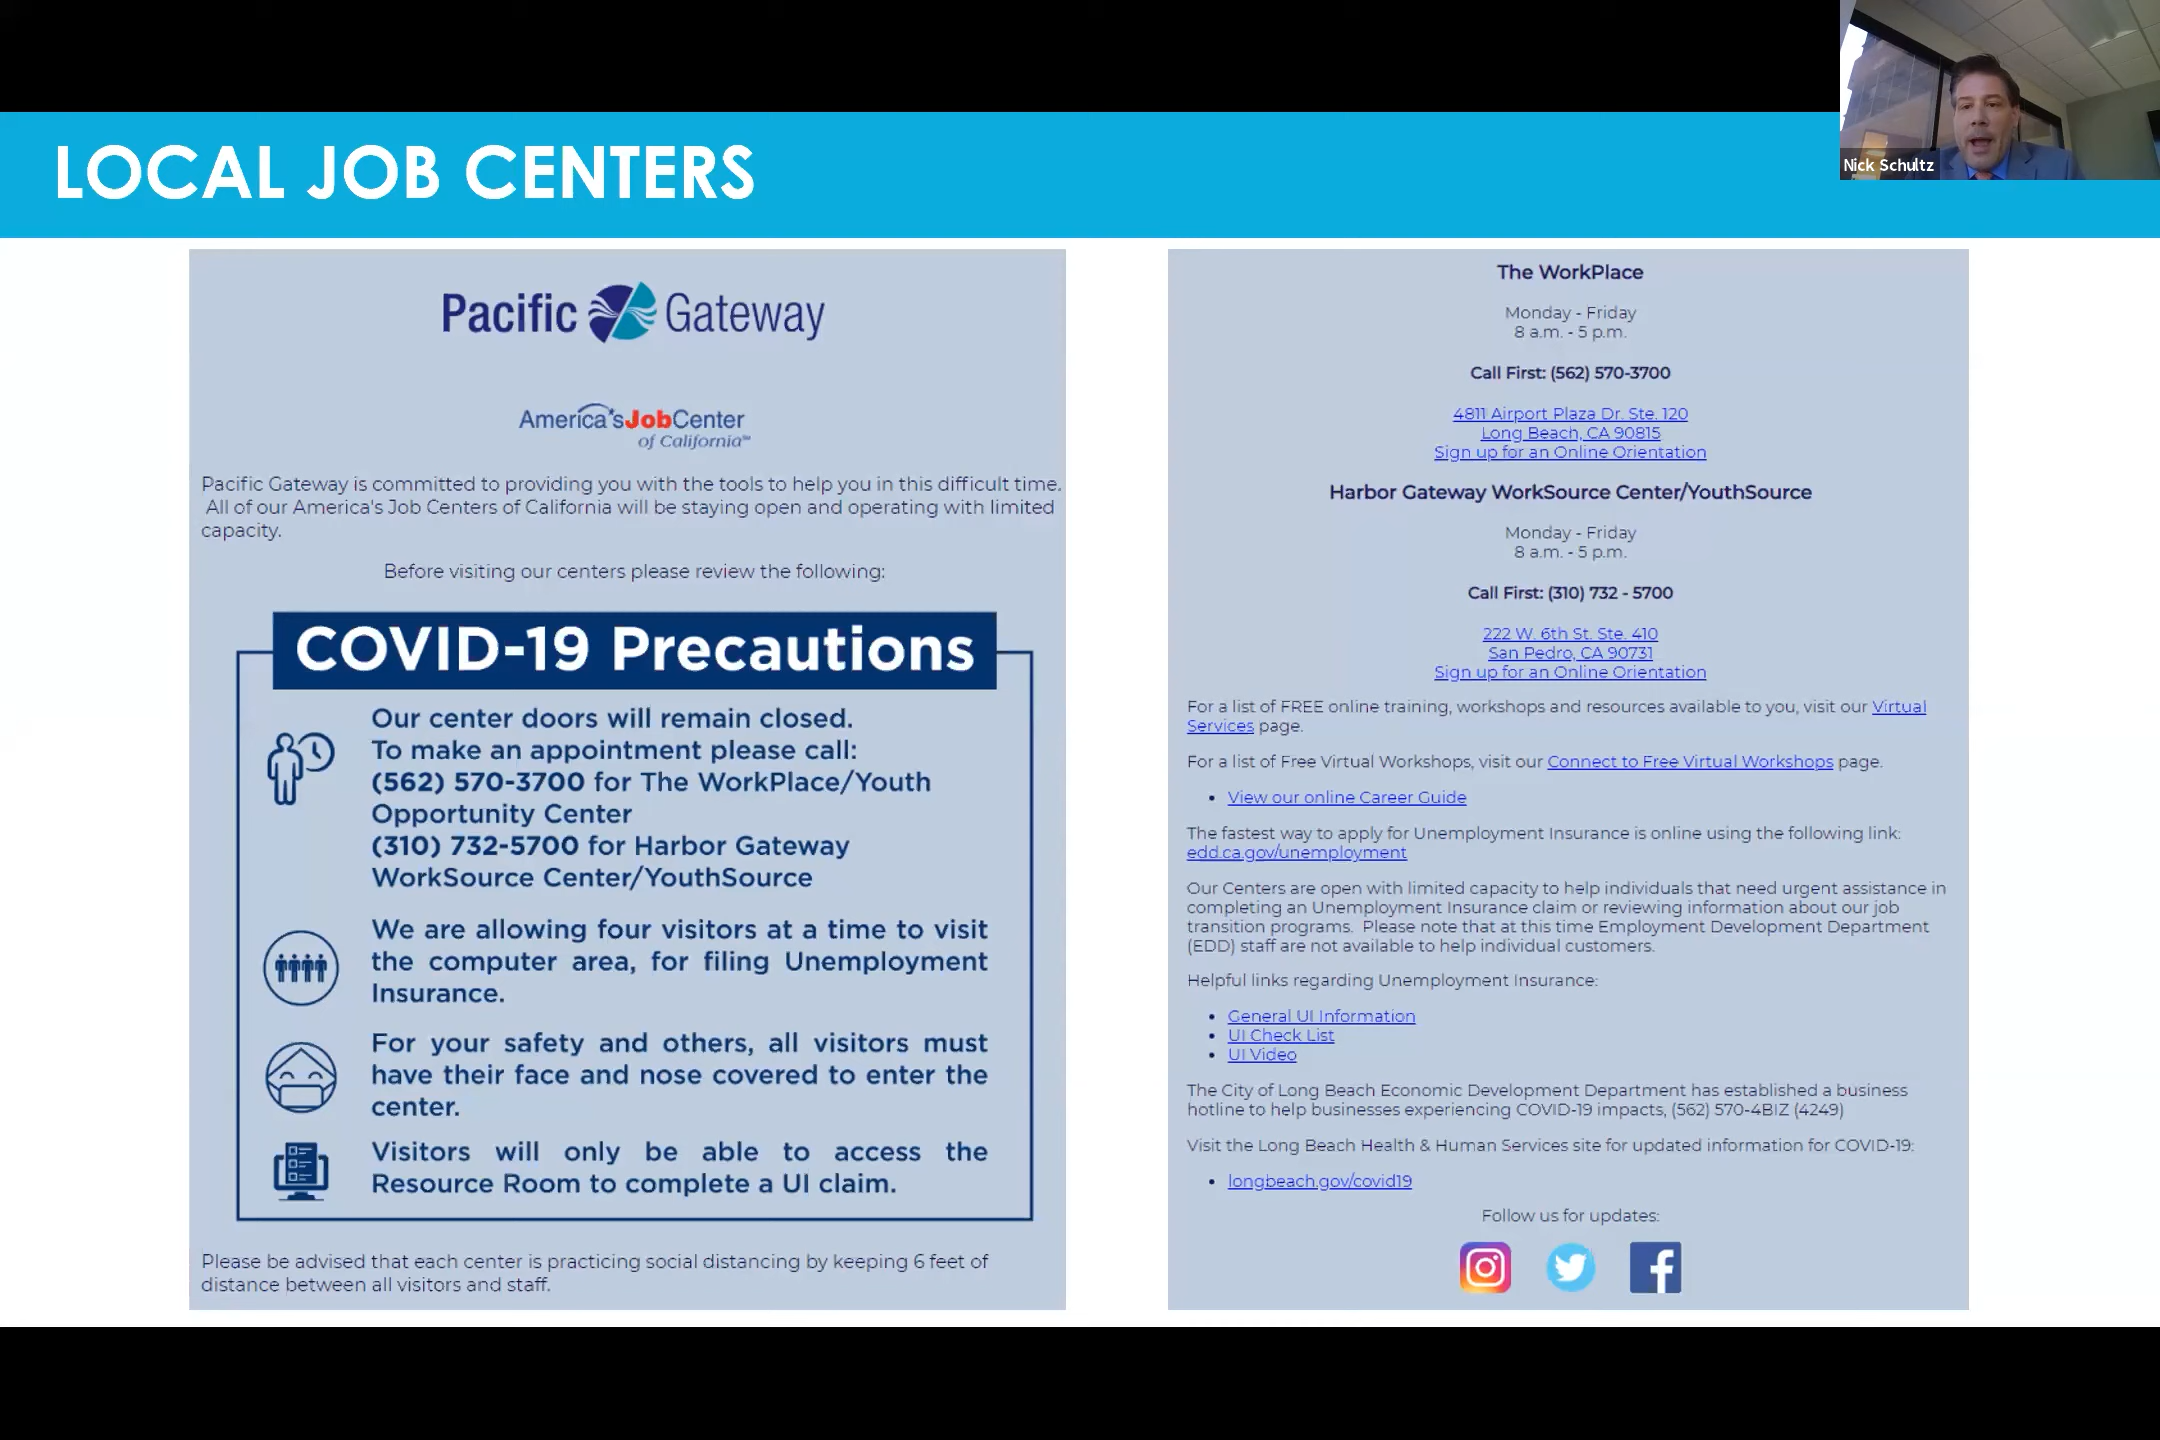 LOCAL JOB CENTERS
Nick Schultz
Pacific Gateway
America'sJobCenter
of California℠
Pacific Gateway is committed to providing you with the tools to help you in this difficult time.
All of our America's Job Centers of California will be staying open and operating with limited
capacity.
Before visiting our centers please review the following:
COVID-19 Precautions
Our center doors will remain closed.
To make an appointment please call:
(562) 570-3700 for The WorkPlace/Youth
Opportunity Center
(310) 732-5700 for Harbor Gateway
WorkSource Center/YouthSource
We are allowing four visitors at a time to visit
the computer area, for filing Unemployment
Insurance.
For your safety and others, all visitors must
have their face and nose covered to enter the
center.
Visitors will only be able to access the
Resource Room to complete a UI claim.
Please be advised that each center is practicing social distancing by keeping 6 feet of
distance between all visitors and staff.
The WorkPlace
Monday - Friday
8 a.m. - 5 p.m.
Call First: (562) 570-3700
4811 Airport Plaza Dr. Ste. 120
Long Beach, CA 90815
Sign up for an Online Orientation
Harbor Gateway WorkSource Center/YouthSource
Monday - Friday
8 a.m. - 5 p.m.
Call First: (310) 732 - 5700
222 W. 6th St. Ste. 410
San Pedro, CA 90731
Sign up for an Online Orientation
For a list of FREE online training, workshops and resources available to you, visit our Virtual
Services page.
For a list of Free Virtual Workshops, visit our Connect to Free Virtual Workshops page.
• View our online Career Guide
The fastest way to apply for Unemployment Insurance is online using the following link:
edd.ca.gov/unemployment
Our Centers are open with limited capacity to help individuals that need urgent assistance in
completing an Unemployment Insurance claim or reviewing information about our job
transition programs. Please note that at this time Employment Development Department
(EDD) staff are not available to help individual customers.
Helpful links regarding Unemployment Insurance:
• General UI Information
• UI Check List
• UI Video
The City of Long Beach Economic Development Department has established a business
hotline to help businesses experiencing COVID-19 impacts, (562) 570-4BIZ (4249)
Visit the Long Beach Health & Human Services site for updated information for COVID-19:
• longbeach.gov/covid19
Follow us for updates: